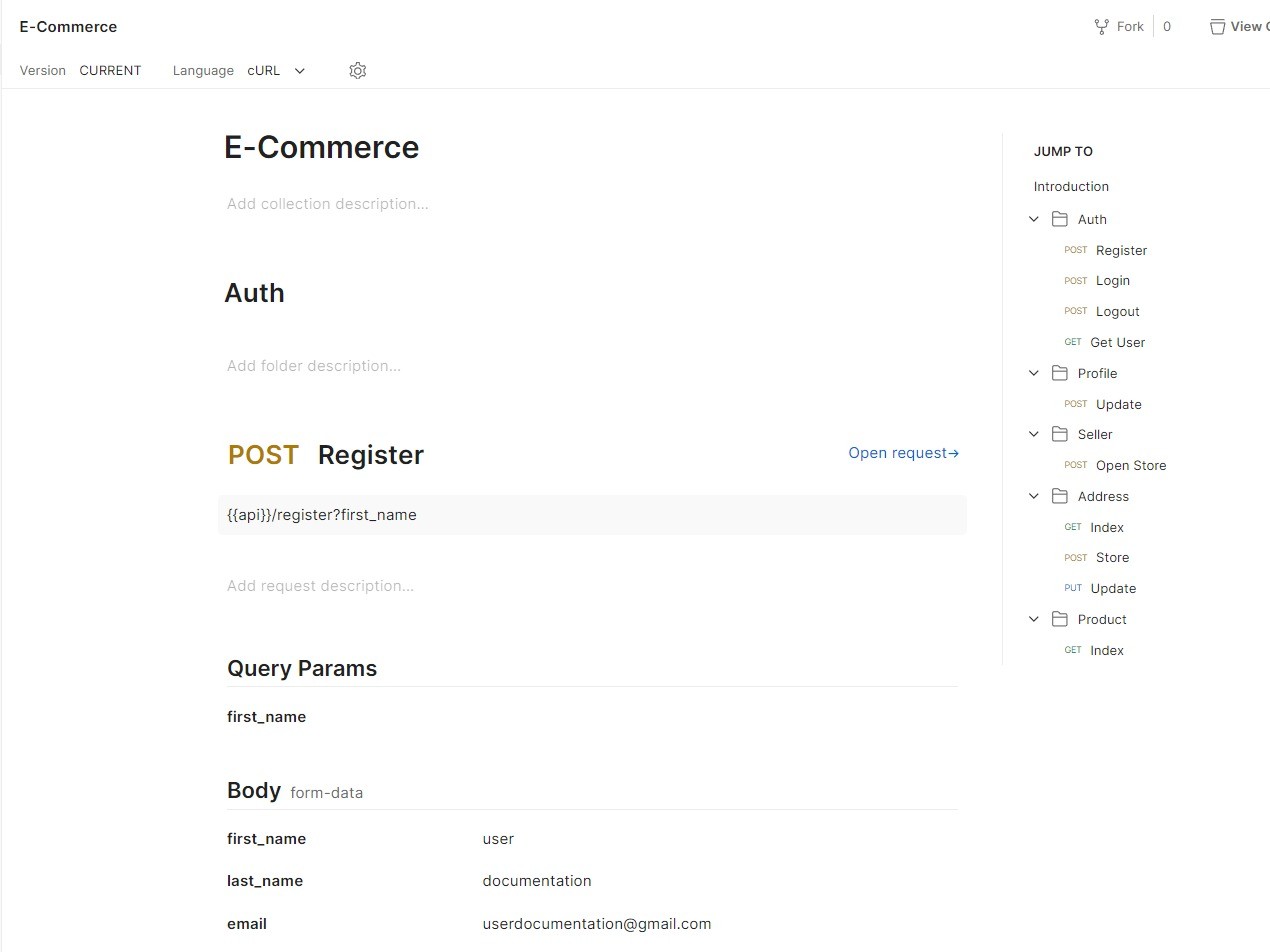 E-Commerce
Fork 0 View
Version CURRENT Language cURL
E-Commerce
Add collection description...
Auth
Add folder description...
POST Register Open request→
{{api}}/register?first_name
Add request description...
Query Params
first_name
Body form-data
first_name user
last_name documentation
email userdocumentation@gmail.com
JUMP TO
Introduction
Auth
POST Register
POST Login
POST Logout
GET Get User
Profile
POST Update
Seller
POST Open Store
Address
GET Index
POST Store
PUT Update
Product
GET Index